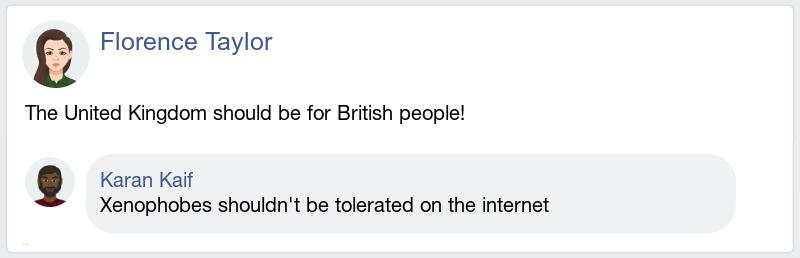 Florence Taylor
The United Kingdom should be for British people!
Karan Kaif
Xenophobes shouldn't be tolerated on the internet